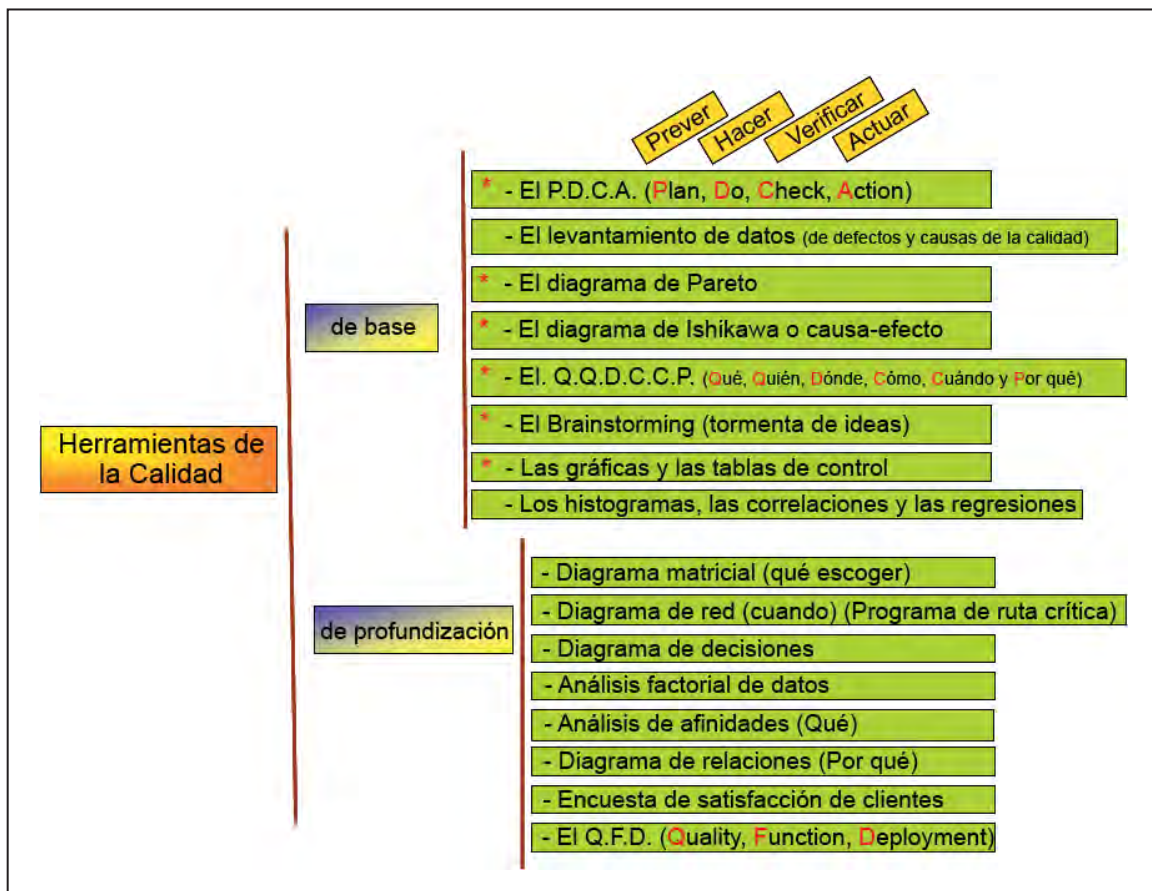 Prever
Hacer
Verificar
Actuar
* - El P.D.C.A. (Plan, Do, Check, Action)
- El levantamiento de datos (de defectos y causas de la calidad)
* - El diagrama de Pareto
de base
* - El diagrama de Ishikawa o causa-efecto
* - El. Q.Q.D.C.C.P. (Qué, Quién, Dónde, Cómo, Cuándo y Por qué)
* - El Brainstorming (tormenta de ideas)
Herramientas de
la Calidad
* - Las gráficas y las tablas de control
- Los histogramas, las correlaciones y las regresiones
- Diagrama matricial (qué escoger)
- Diagrama de red (cuando) (Programa de ruta crítica)
de profundización
- Diagrama de decisiones
- Análisis factorial de datos
- Análisis de afinidades (Qué)
- Diagrama de relaciones (Por qué)
- Encuesta de satisfacción de clientes
- El Q.F.D. (Quality, Function, Deployment)